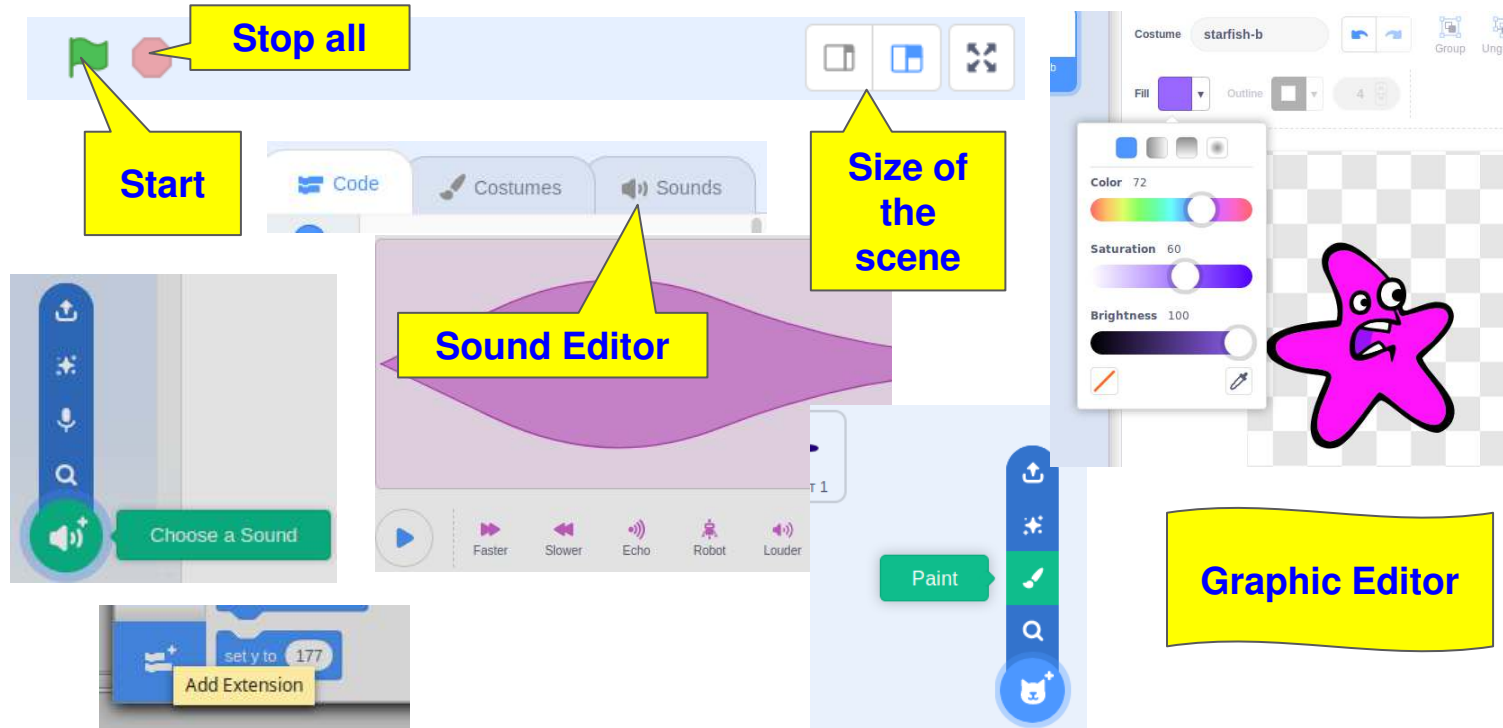 Stop all
Start
Size of
the
scene
Code
Costumes
Sounds
Sound Editor
Faster
Slower
Echo
Robot
Louder
Choose a Sound
set y to 177
Add Extension
т 1
Paint
b
Costume starfish-b
Group
Ung
Fill
Outline
4
Color 72
Saturation 60
Brightness 100
Graphic Editor